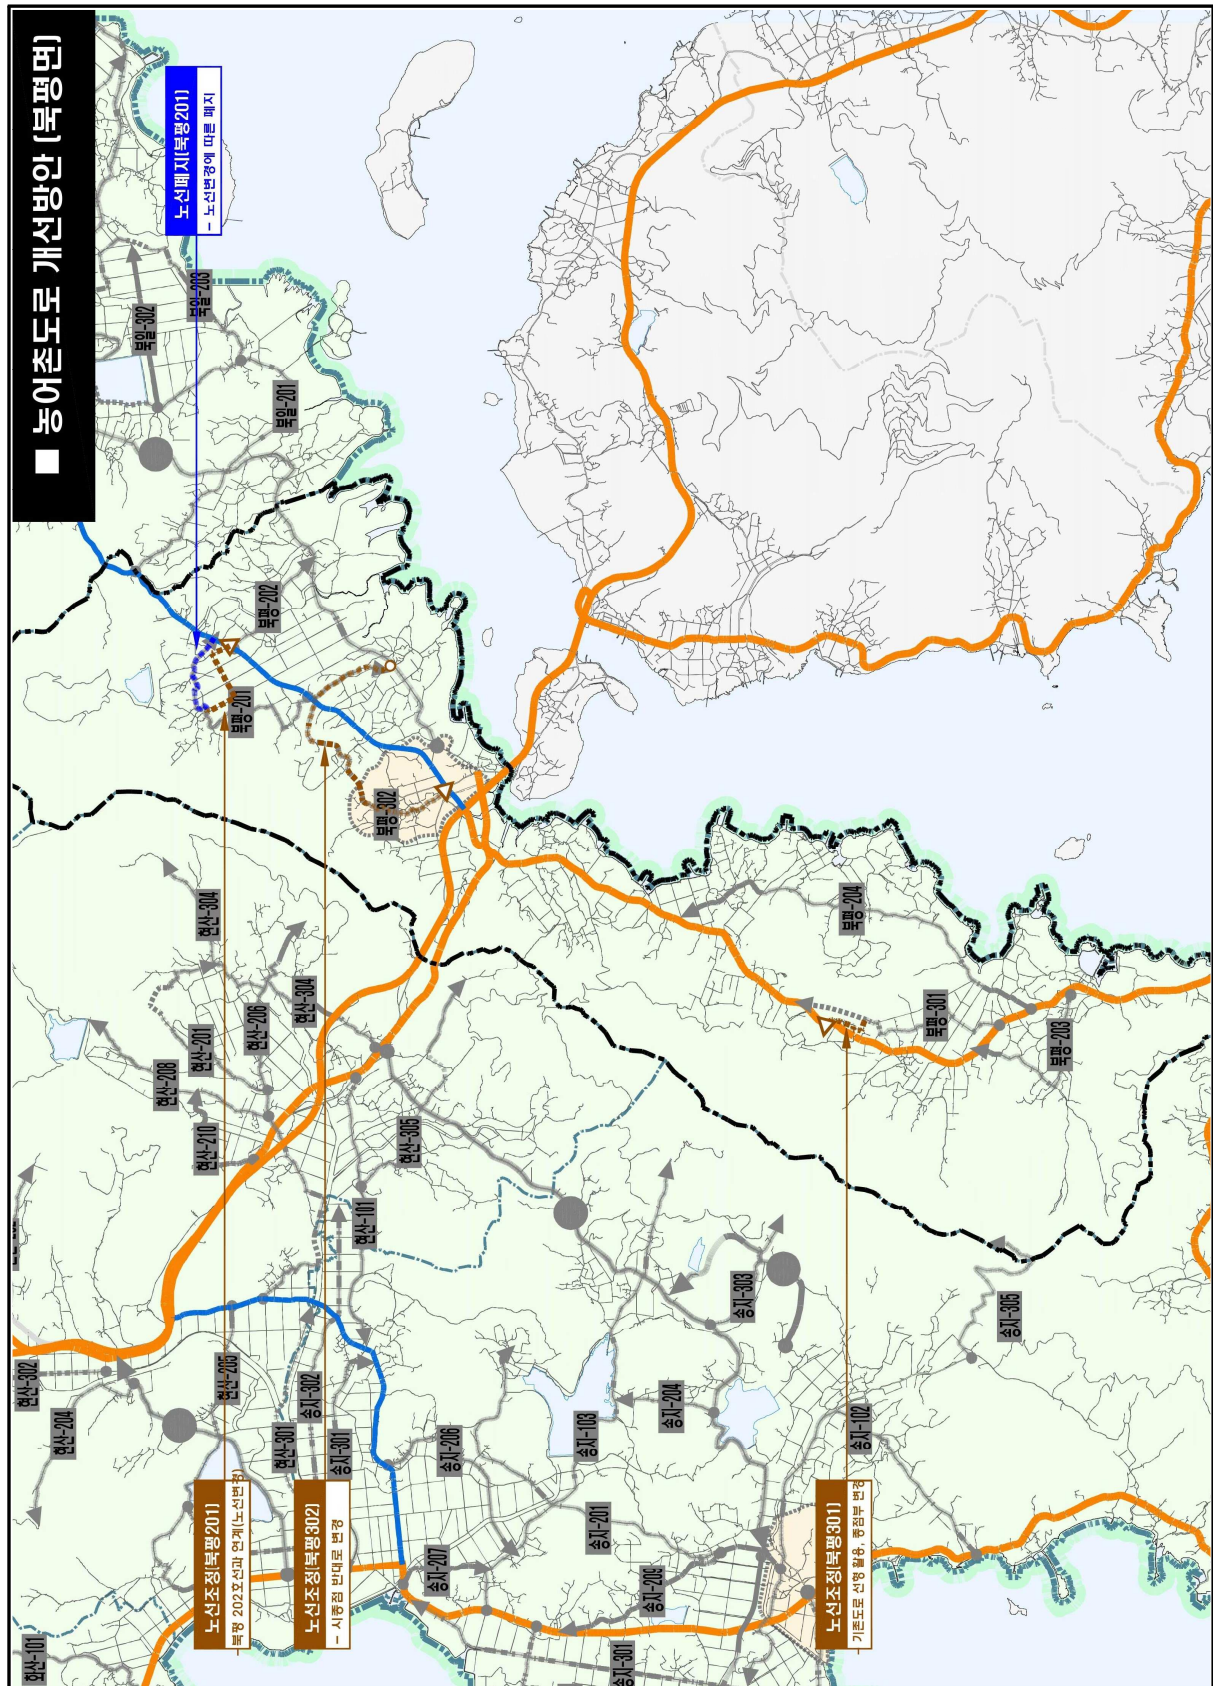 ■ 농어촌도로 개선방안 (북평면)
노선폐지(북평201)
- 노선변경에 따른 폐지
북일-203
북일-302
북일-201
북평-202
북평-201
북평-302
현산-304
현산-304
현산-206
현산-201
현산-208
현산-210
현산-305
현산-101
북평-204
북평-301
북평-203
송지-303
송지-305
현산-302
현산-204
현산-205
송지-302
현산-301
송지-301
송지-206
송지-103
송지-204
송지-102
송지-201
송지-207
송지-205
송지-301
화산-101
노선조정(북평201)
- 북평 202호선과 연계(노선변경)
노선조정(북평302)
- 시종점 반대로 변경
노선조정(북평301)
- 기존도로 선형 활용, 종점부 변경